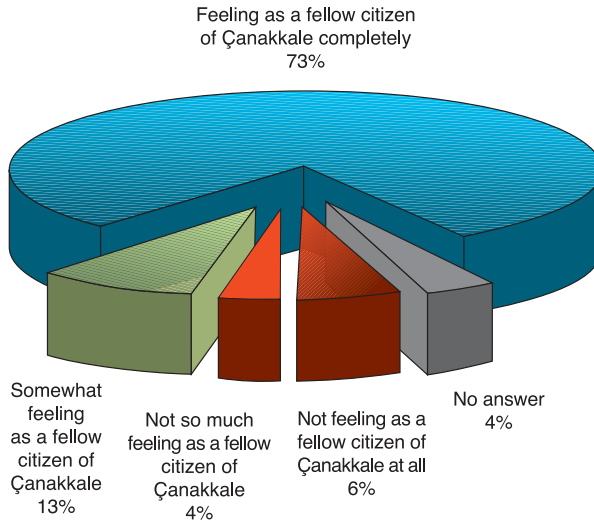 Feeling as a fellow citizen
of Çanakkale completely
73%
Somewhat
feeling
as a fellow
citizen of
Çanakkale
13%
Not so much
feeling as a fellow
citizen of
Çanakkale
4%
Not feeling as a
fellow citizen of
Çanakkale at all
6%
No answer
4%